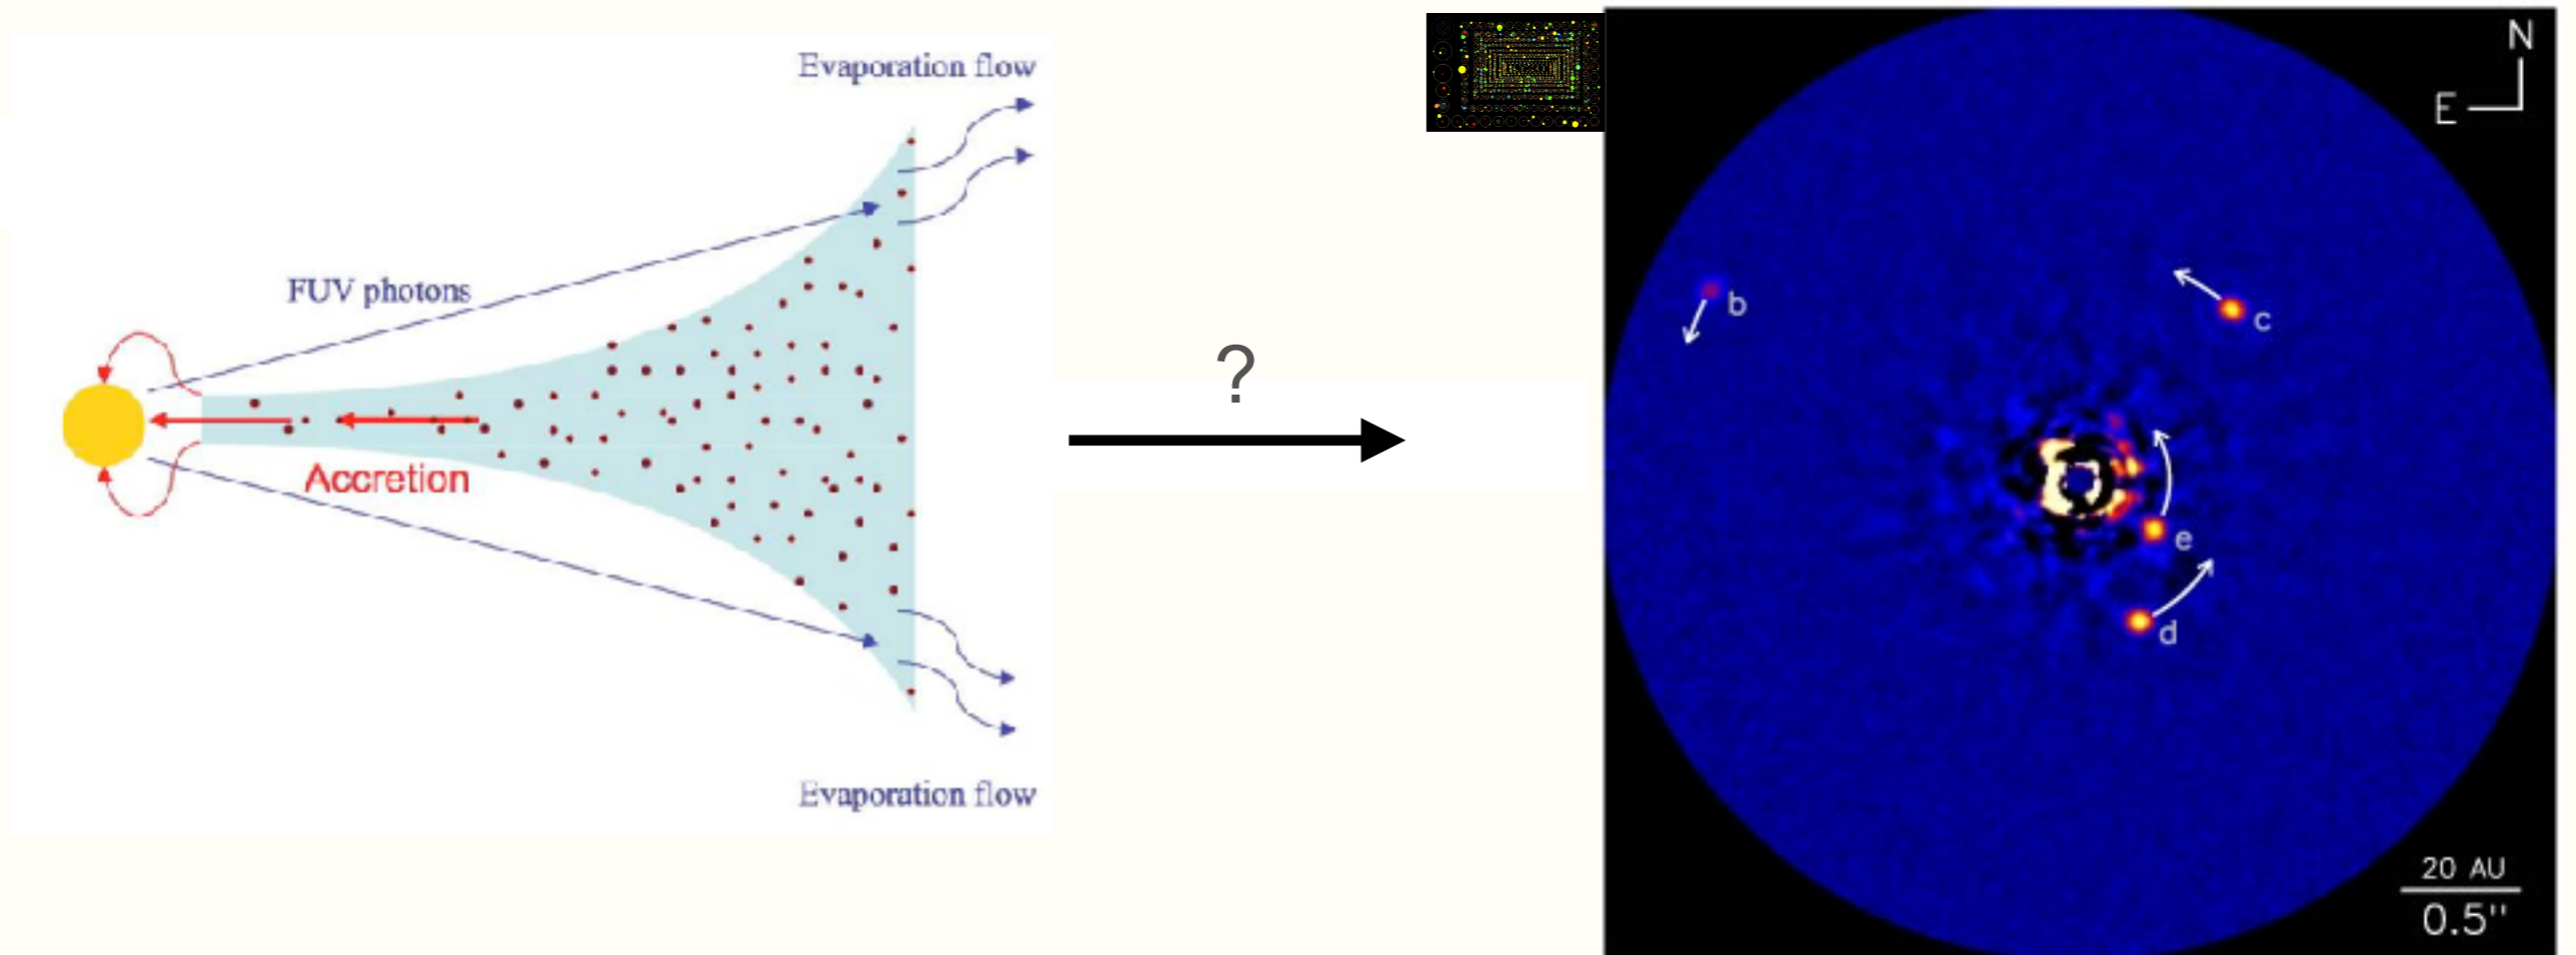 Evaporation flow
FUV photons
Accretion
Evaporation flow
?
N
E
b
c
e
d
20 AU
0.5"